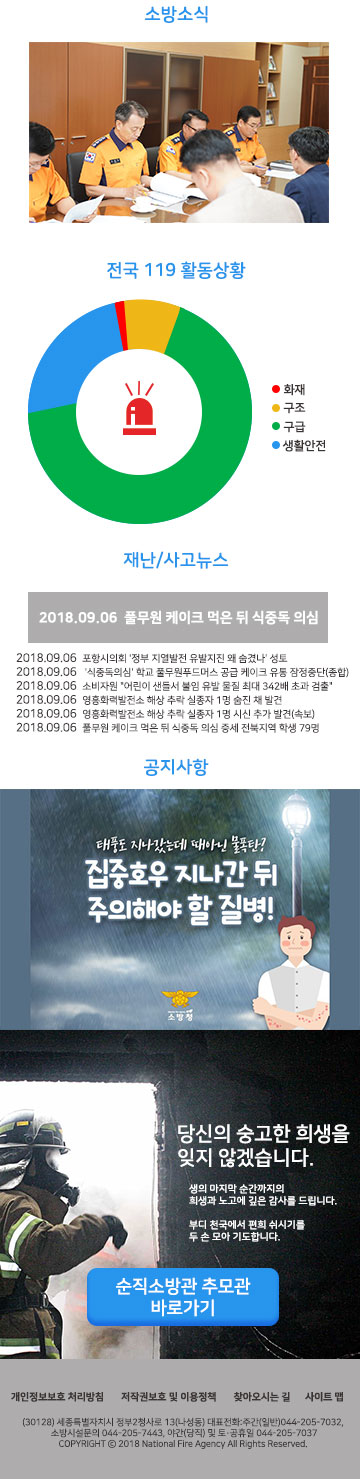 소방소식
전국 119 활동상황
화재
구조
구급
생활안전
재난/사고뉴스
2018.09.06 풀무원 케이크 먹은 뒤 식중독 의심
2018.09.06 포항시의회 '정부 지열발전 유발지진 왜 숨겼나' 성토
2018.09.06 '식중독의심' 학교 풀무원푸드머스 공급 케이크 유통 잠정중단(종합)
2018.09.06 소비자원 "어린이 샌들서 불임 유발 물질 최대 342배 초과 검출"
2018.09.06 영흥화력발전소 해상 추락 실종자 1명 숨진 채 발견
2018.09.06 영흥화력발전소 해상 추락 실종자 1명 시신 추가 발견(속보)
2018.09.06 풀무원 케이크 먹은 뒤 식중독 의심 증세 전북지역 학생 79명
공지사항
태풍도 지나갔는데 때아닌 물폭탄?
집중호우 지나간 뒤
주의해야 할 질병!
소방청
당신의 숭고한 희생을
잊지 않겠습니다.
생의 마지막 순간까지의
희생과 노고에 깊은 감사를 드립니다.
부디 천국에서 편희 쉬시기를
두 손 모아 기도합니다.
순직소방관 추모관
바로가기
개인정보보호 처리방침 저작권보호 및 이용정책 찾아오시는 길 사이트 맵
(30128) 세종특별자치시 정부2청사로 13(나성동) 대표전화:주간(일반)044-205-7032,
소방시설문의 044-205-7443, 야간(당직) 및 토·공휴일 044-205-7037
COPYRIGHT ⓒ 2018 National Fire Agency All Rights Reserved.